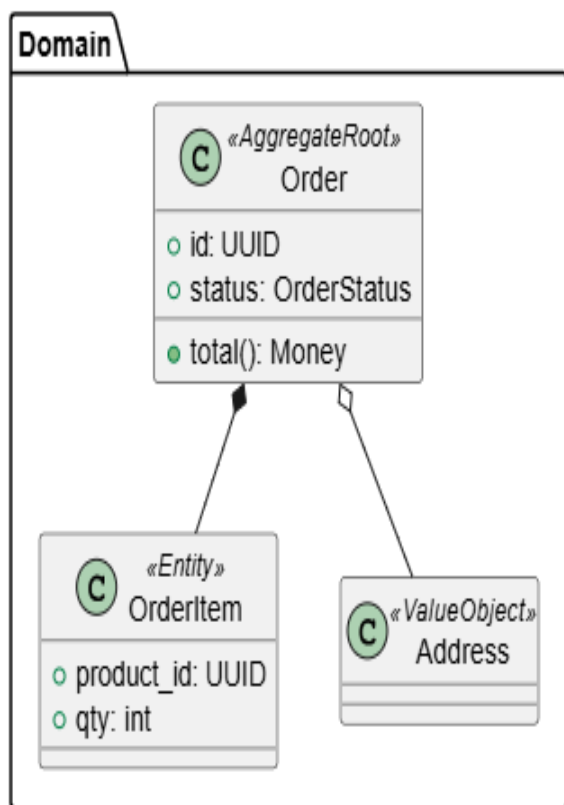 Domain
C
«AggregateRoot»
Order
id: UUID
status: OrderStatus
total(): Money
C
«Entity»
OrderItem
product_id: UUID
qty: int
C
«ValueObject»
Address